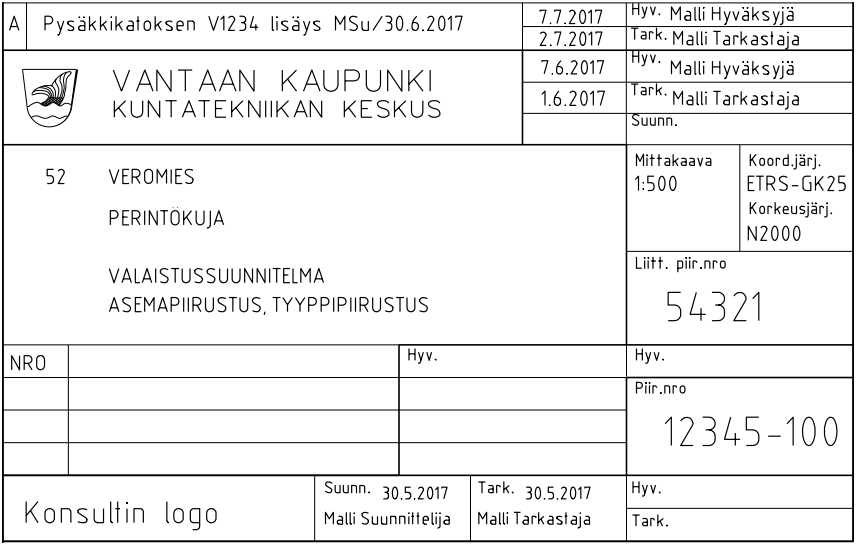 A Pysäkkikatoksen V1234 lisäys MSu/30.6.2017 7.7.2017 Hyv. Malli Hyväksyjä
2.7.2017 Tark. Malli Tarkastaja
VANTAAN KAUPUNKI 7.6.2017 Hyv. Malli Hyväksyjä
KUNTATEKNIIKAN KESKUS 1.6.2017 Tark. Malli Tarkastaja
Suunn.
52 VEROMIES
PERINTÖKUJA
VALAISTUSSUUNNITELMA
ASEMAPIIRUSTUS, TYYPPIPIIRUSTUS
Mittakaava
1:500
Koord.järj.
ETRS-GK25
Korkeusjärj.
N2000
Liitt. piir.nro
54321
NRO Hyv. Hyv.
Piir.nro
12345-100
Konsultin logo
Suunn. 30.5.2017
Malli Suunnittelija
Tark. 30.5.2017
Malli Tarkastaja
Hyv.
Tark.